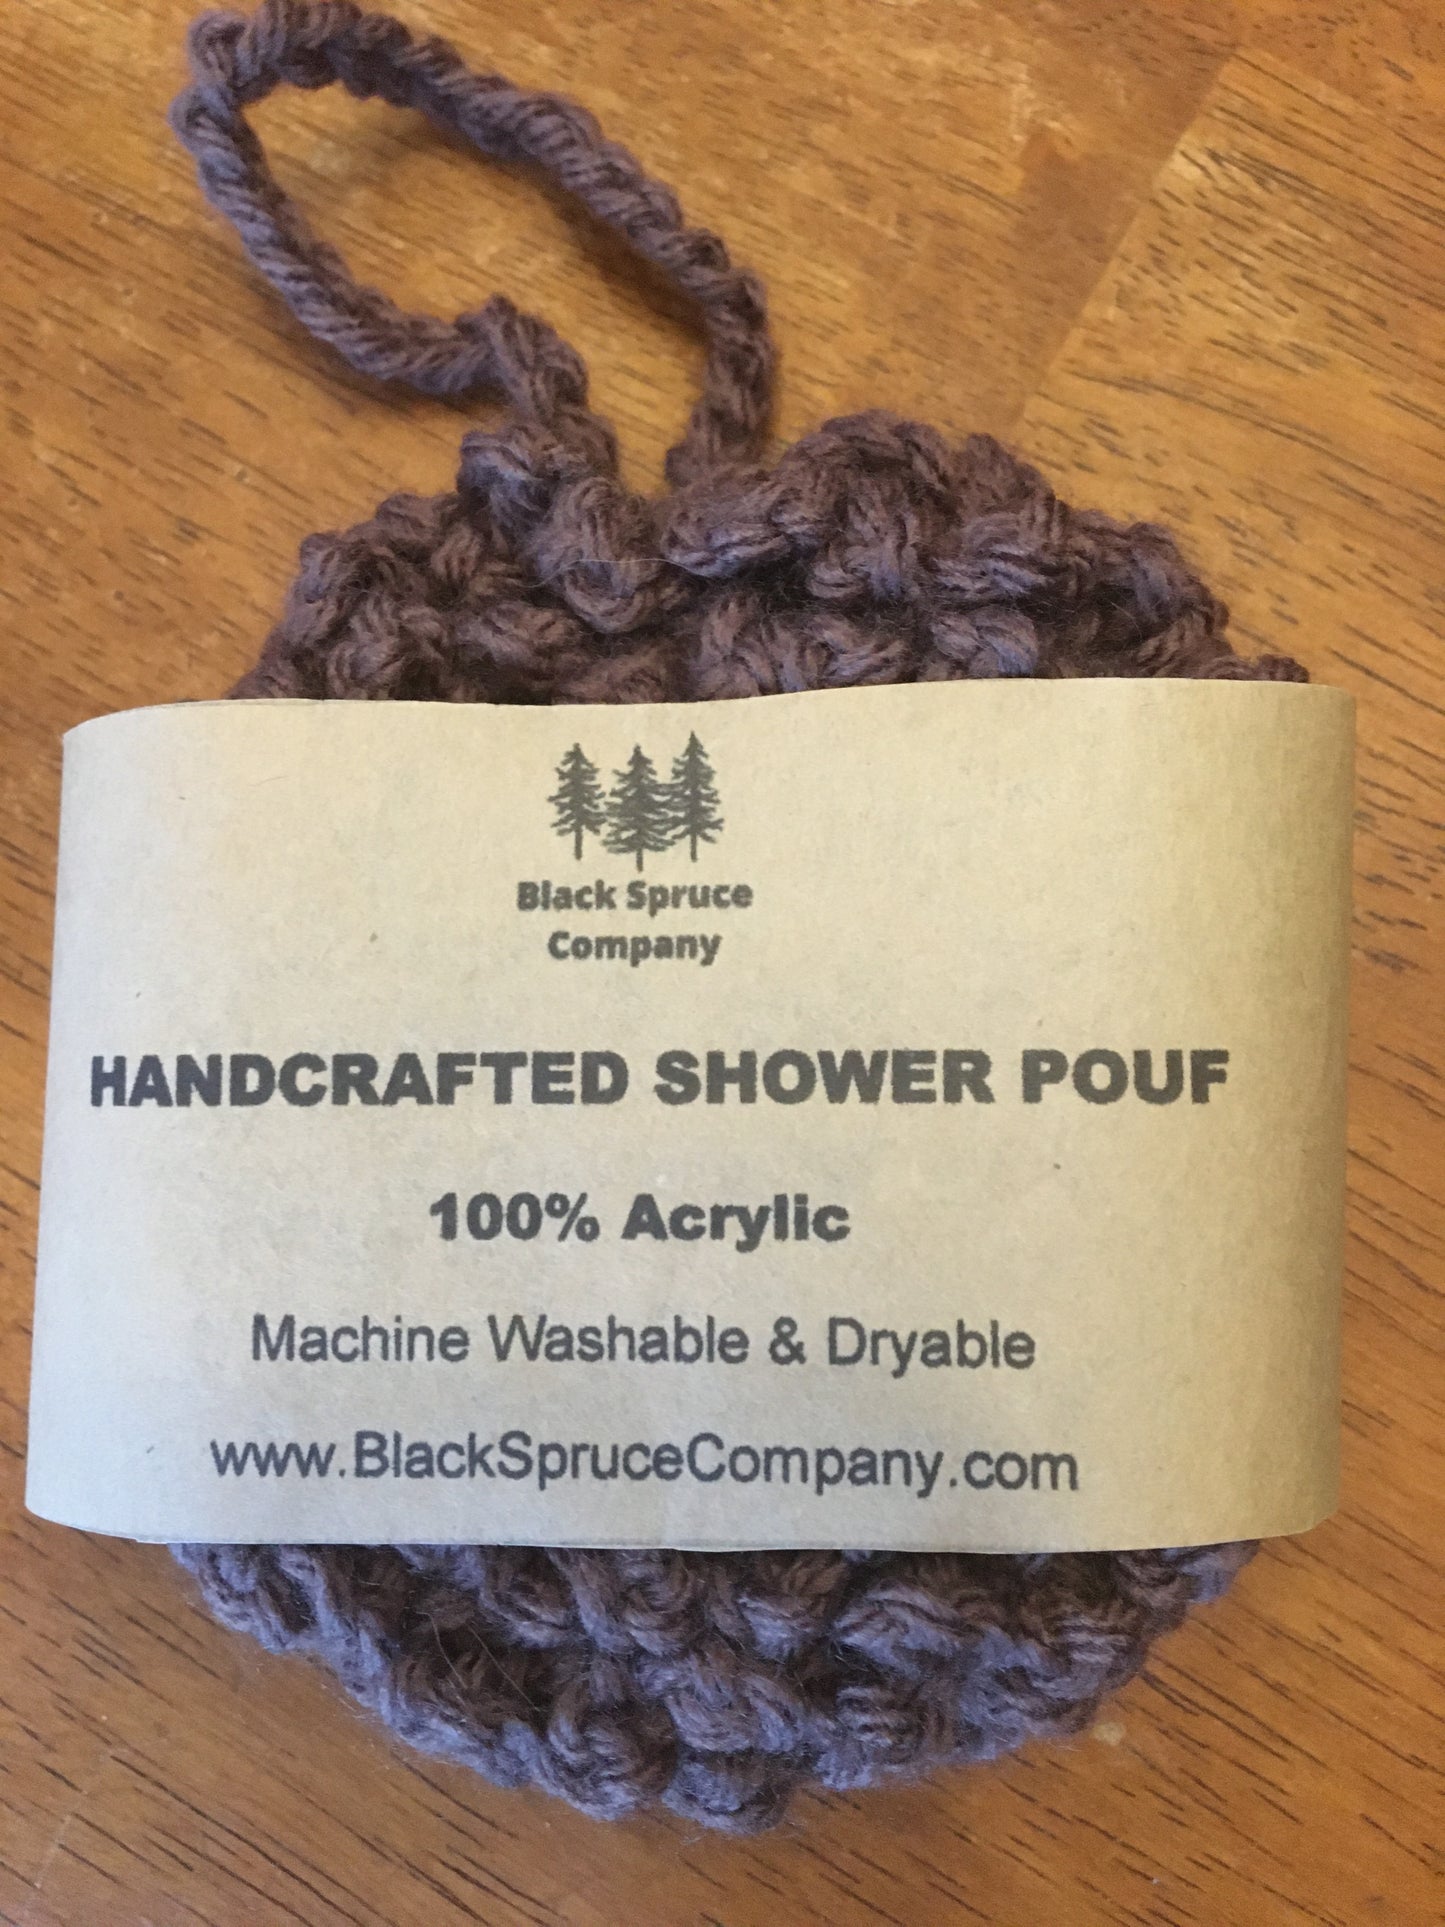 Black Spruce
Company
HANDCRAFTED SHOWER POUF
100% Acrylic
Machine Washable & Dryable
www.BlackSpruceCompany.com